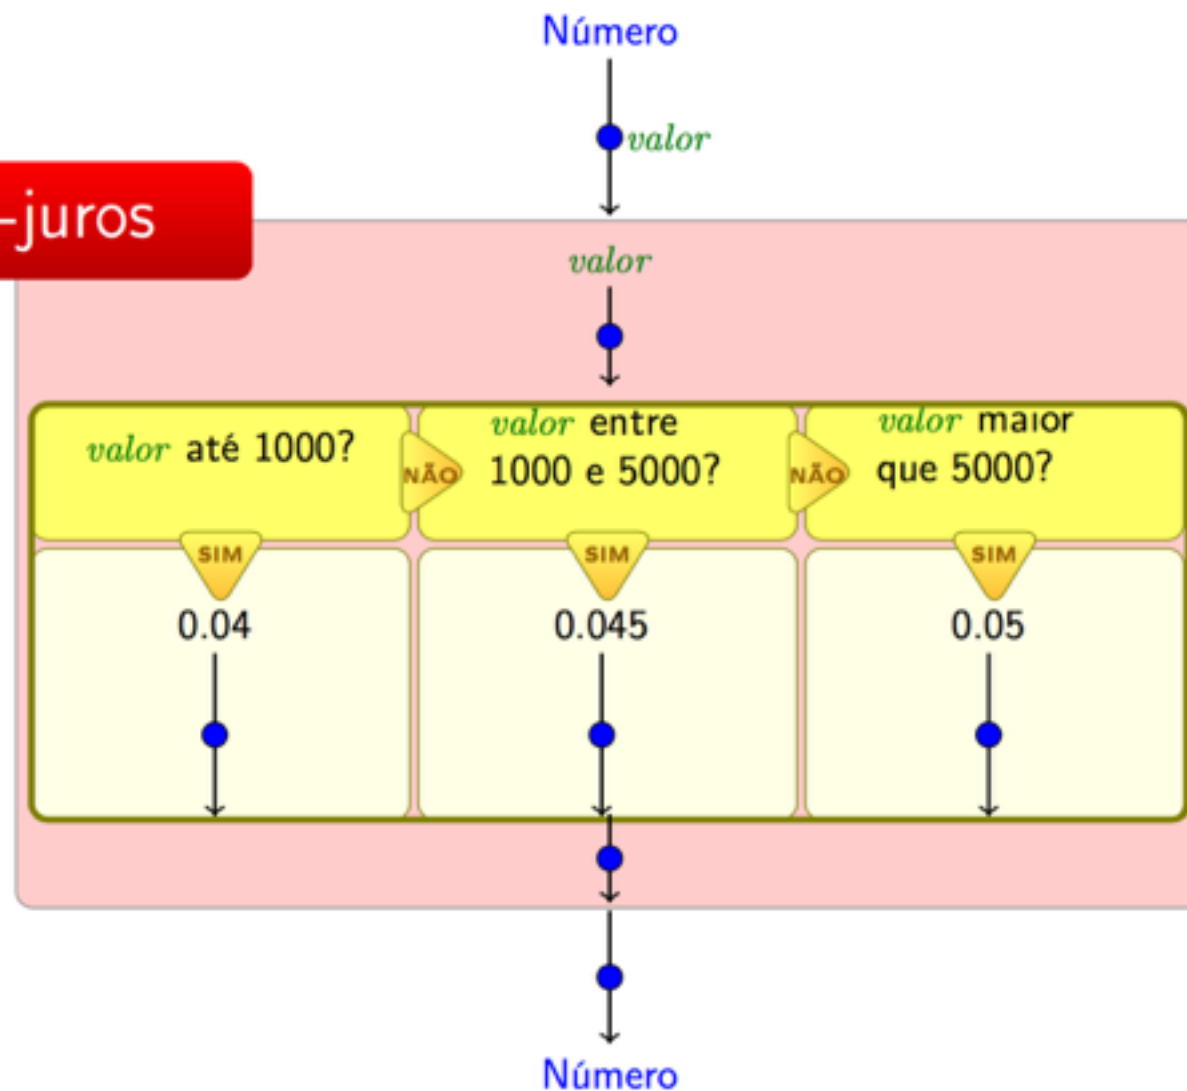 Número
valor
-juros
valor
valor até 1000?
NÃO
valor entre
1000 e 5000?
NÃO
valor maior
que 5000?
SIM
SIM
SIM
0.04
0.045
0.05
Número